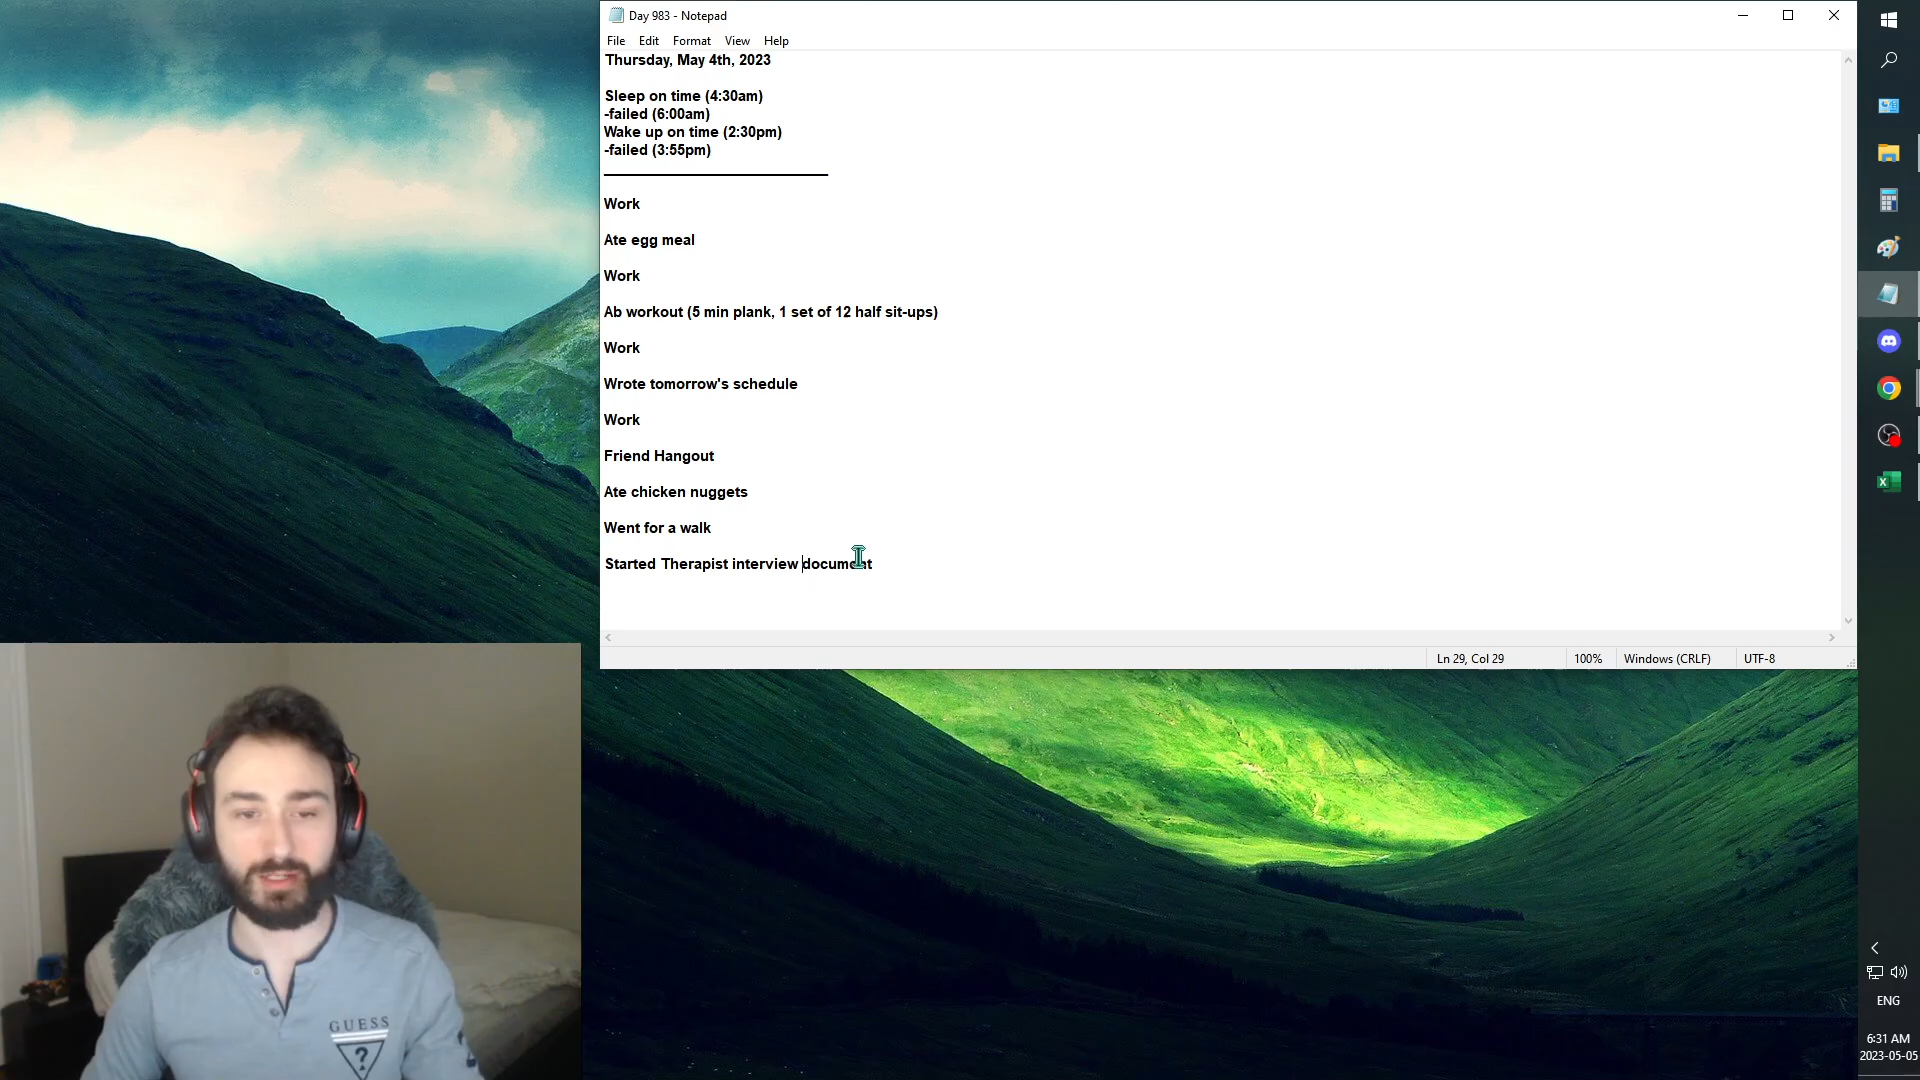 Day 983 - Notepad
File Edit Format View Help
Thursday, May 4th, 2023
Sleep on time (4:30am)
-failed (6:00am)
Wake up on time (2:30pm)
-failed (3:55pm)
Work
Ate egg meal
Work
Ab workout (5 min plank, 1 set of 12 half sit-ups)
Work
Wrote tomorrow's schedule
Work
Friend Hangout
Ate chicken nuggets
Went for a walk
Started Therapist interview document
Ln 29, Col 29 100% Windows (CRLF) UTF-8
GUESS
?
ENG
6:31 AM
2023-05-05